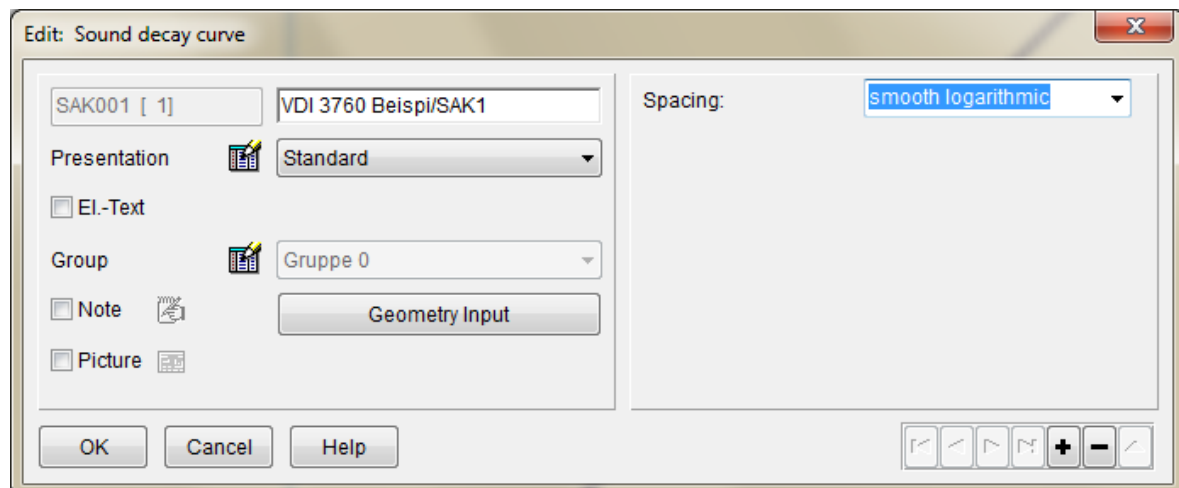 Edit: Sound decay curve
SAK001 [ 1]
VDI 3760 Beispi/SAK1
Presentation
Standard
El.-Text
Group
Gruppe 0
Note
Geometry Input
Picture
Spacing:
smooth logarithmic
OK
Cancel
Help